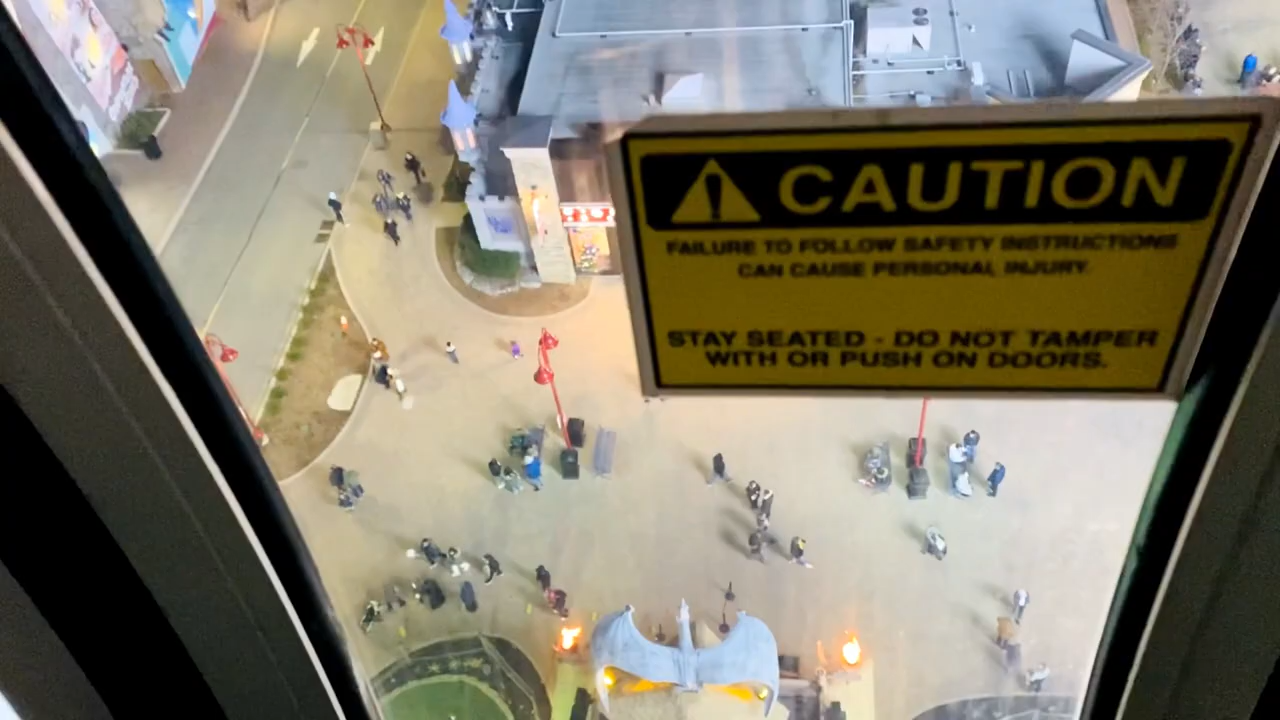 CAUTION
FAILURE TO FOLLOW SAFETY INSTRUCTIONS
CAN CAUSE PERSONAL INJURY.
STAY SEATED - DO NOT TAMPER
WITH OR PUSH ON DOORS.